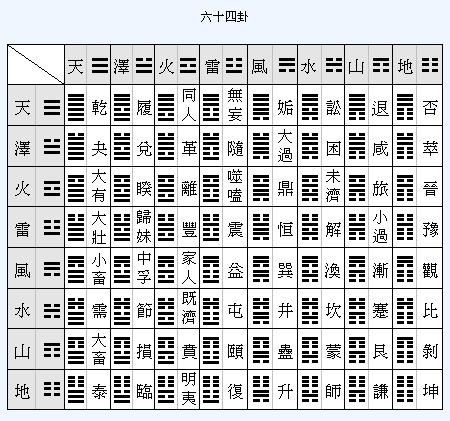 六十四卦
天 澤 火 雷 風 水 山 地
天 乾 履 同人 無妄 姤 訟 退 否
澤 夬 兌 革 隨 大過 困 咸 萃
火 大有 睽 離 噬嗑 鼎 未濟 旅 晉
雷 大壯 歸妹 豐 震 恒 解 小過 豫
風 小畜 中孚 家人 益 巽 渙 漸 觀
水 需 節 既濟 屯 井 坎 蹇 比
山 大畜 損 賁 頤 蠱 蒙 艮 剝
地 泰 臨 明夷 復 升 師 謙 坤